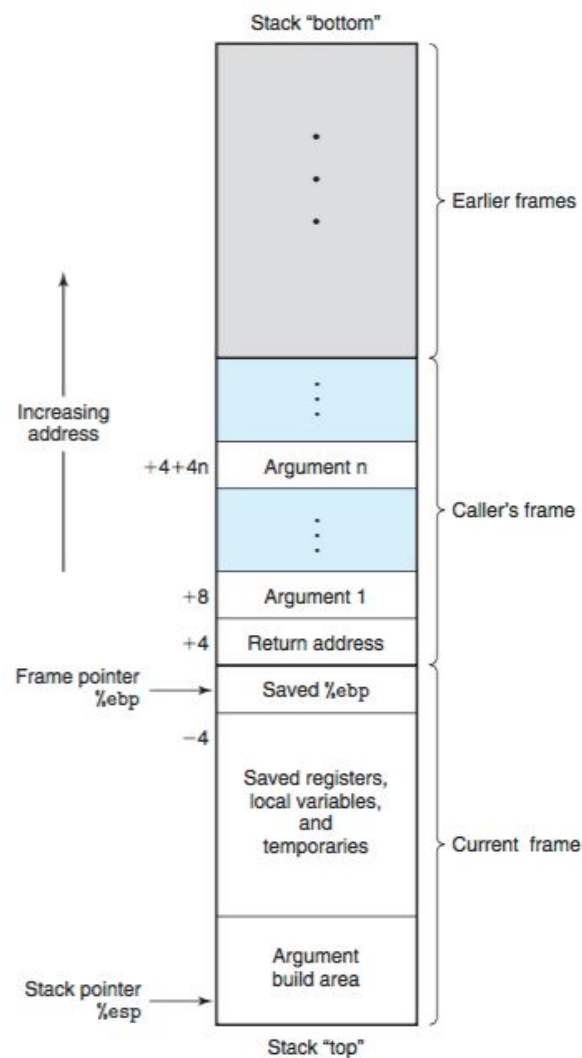 Stack “bottom”
Earlier frames
Increasing
address
+4+4n
Argument n
Caller’s frame
+8
Argument 1
+4
Return address
Frame pointer
%ebp
Saved %ebp
−4
Saved registers,
local variables,
and
temporaries
Current frame
Argument
build area
Stack pointer
%esp
Stack “top”